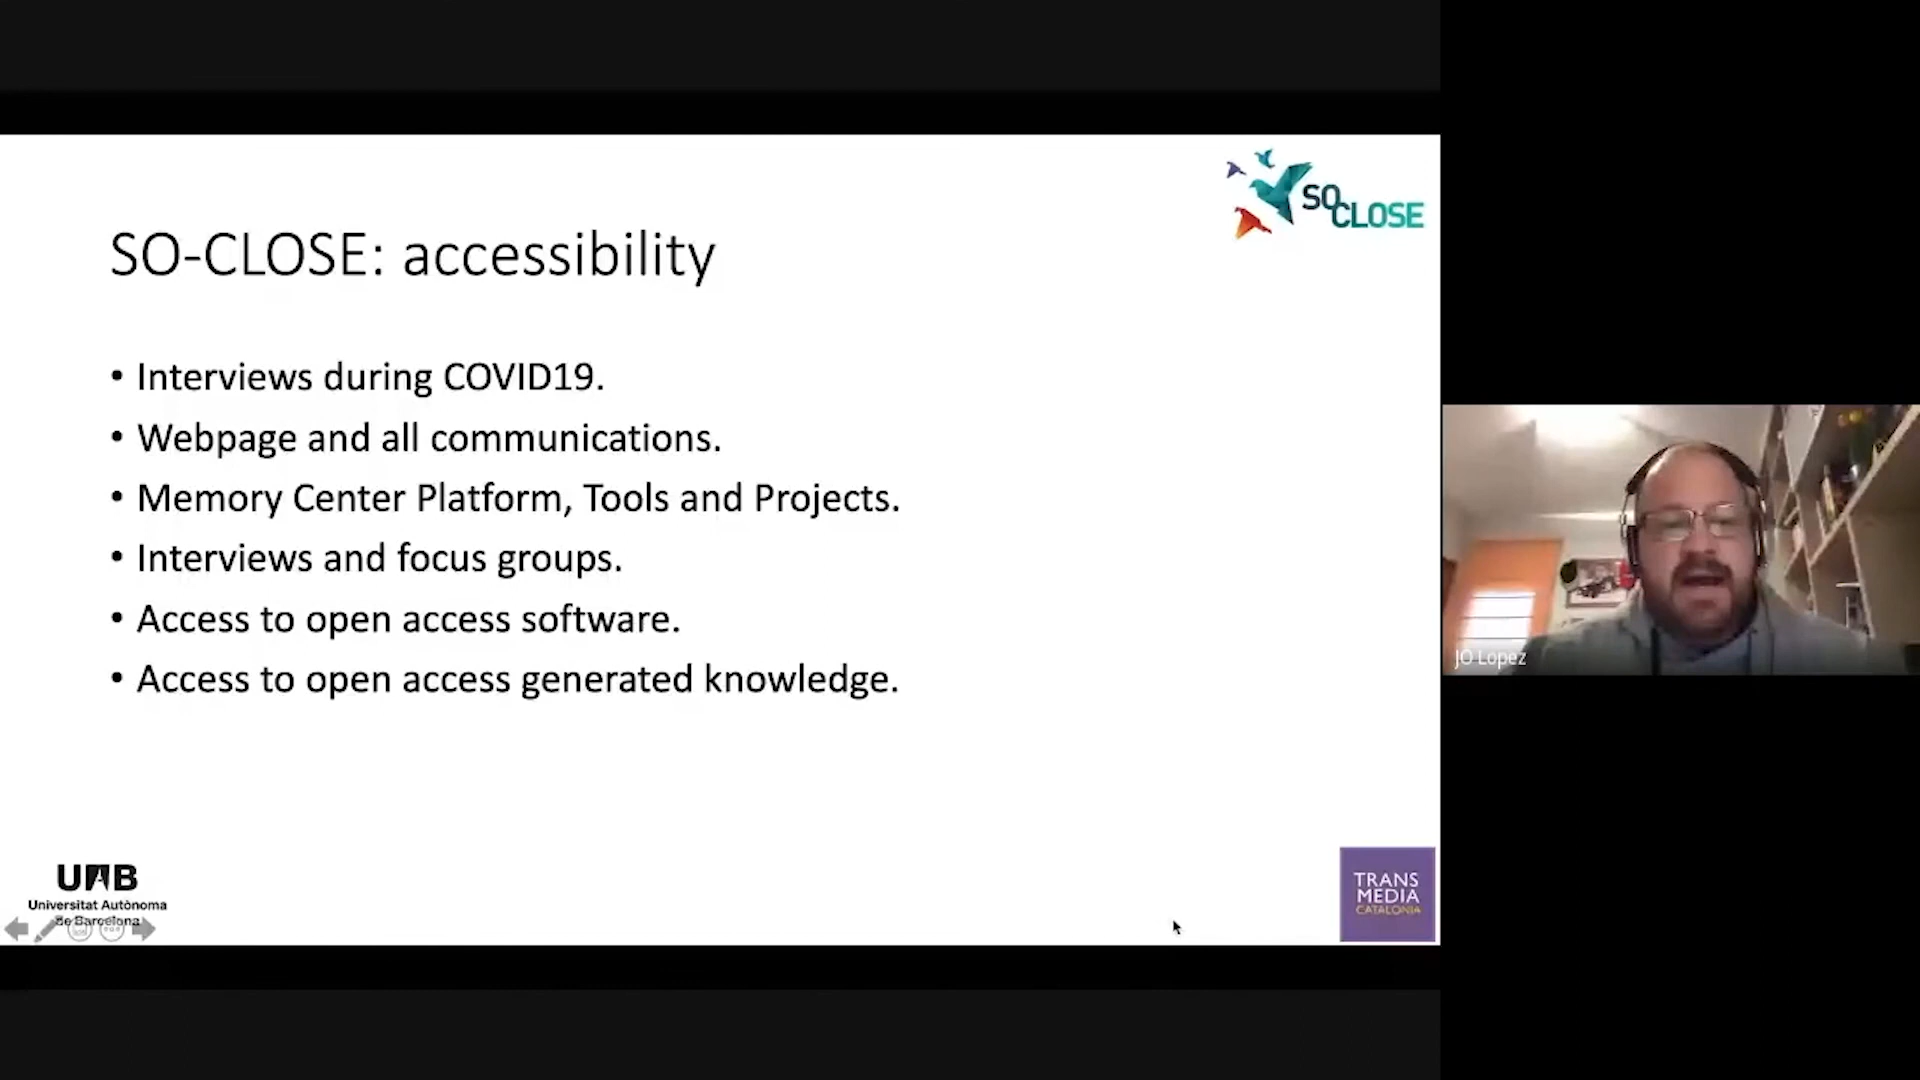 SO CLOSE
SO-CLOSE: accessibility
• Interviews during COVID19.
• Webpage and all communications.
• Memory Center Platform, Tools and Projects.
• Interviews and focus groups.
• Access to open access software.
• Access to open access generated knowledge.
JO Lopez
UAB
Universitat Autònoma
de Barcelona
TRANS
MEDIA
CATALONIA